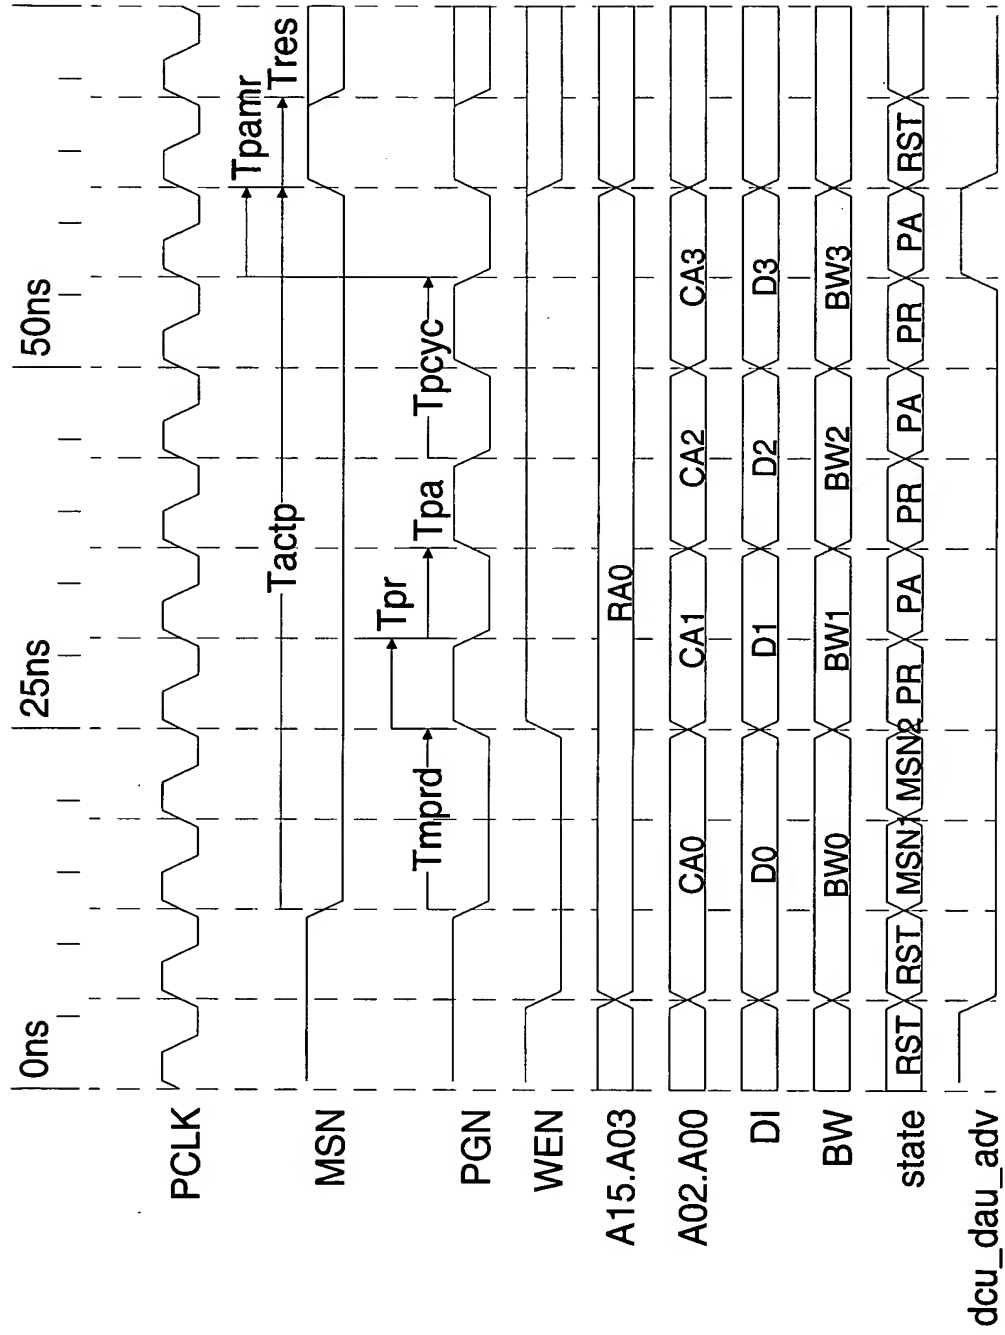 0ns 25ns 50ns
PCLK
MSN Tactp Tpamr Tres
Tpr
PGN Tmprd Tpa Tpcyc
WEN
A15.A03 RA0
A02.A00 CA0 CA1 CA2 CA3
DI D0 D1 D2 D3
BW BW0 BW1 BW2 BW3
state RST RST MSN1 MSN2 PR PA PR PA PR PA RST
dcu_dau_adv